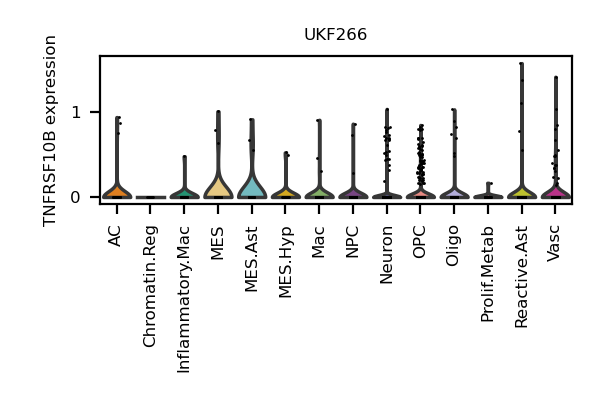 UKF266
TNFRSF10B expression
1
0
AC
Chromatin.Reg
Inflammatory.Mac
MES
MES.Ast
MES.Hyp
Mac
NPC
Neuron
OPC
Oligo
Prolif.Metab
Reactive.Ast
Vasc